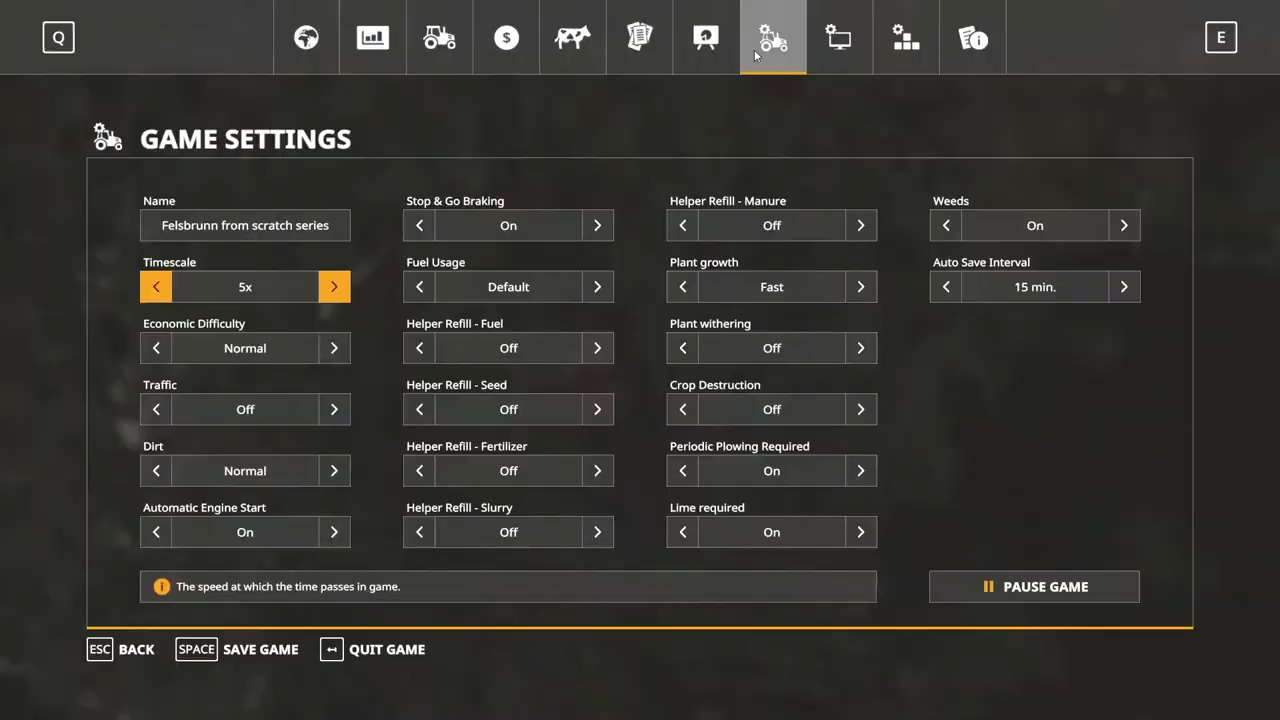 Q
E
GAME SETTINGS
Name
Felsbrunn from scratch series
Timescale
5x
Economic Difficulty
Normal
Traffic
Off
Dirt
Normal
Automatic Engine Start
On
Stop & Go Braking
On
Fuel Usage
Default
Helper Refill - Fuel
Off
Helper Refill - Seed
Off
Helper Refill - Fertilizer
Off
Helper Refill - Slurry
Off
Helper Refill - Manure
Off
Plant growth
Fast
Plant withering
Off
Crop Destruction
Off
Periodic Plowing Required
On
Lime required
On
Weeds
On
Auto Save Interval
15 min.
The speed at which the time passes in game.
PAUSE GAME
ESC BACK SPACE SAVE GAME QUIT GAME